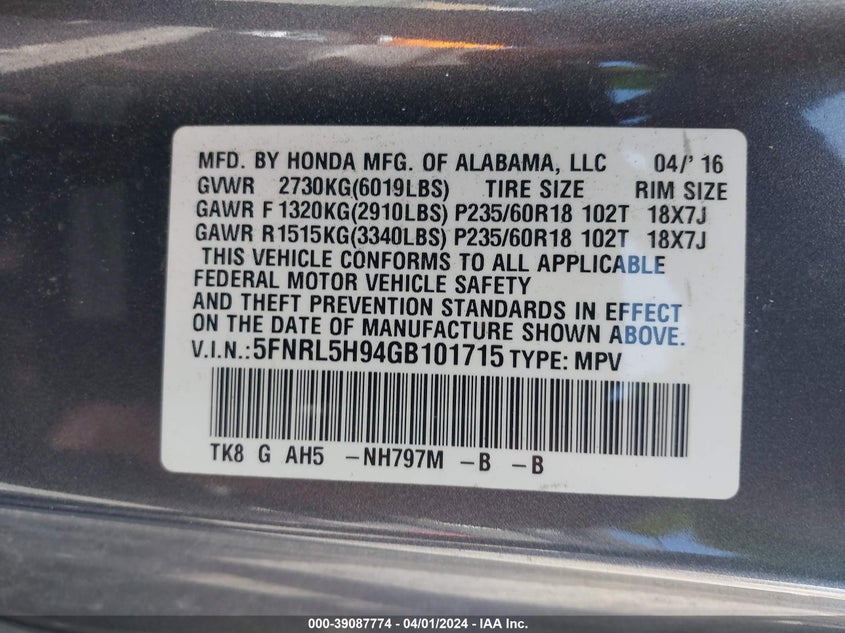 MFD. BY HONDA MFG. OF ALABAMA, LLC 04/' 16
GVWR 2730KG(6019LBS) TIRE SIZE RIM SIZE
GAWR F 1320KG(2910LBS) P235/60R18 102T 18X7J
GAWR R1515KG(3340LBS) P235/60R18 102T 18X7J
THIS VEHICLE CONFORMS TO ALL APPLICABLE
FEDERAL MOTOR VEHICLE SAFETY
AND THEFT PREVENTION STANDARDS IN EFFECT
ON THE DATE OF MANUFACTURE SHOWN ABOVE.
V.I.N.:5FNRL5H94GB101715 TYPE: MPV
TK8 G AH5 -NH797M -B -B
000-39087774 / 04/01/2024 - IAA Inc.